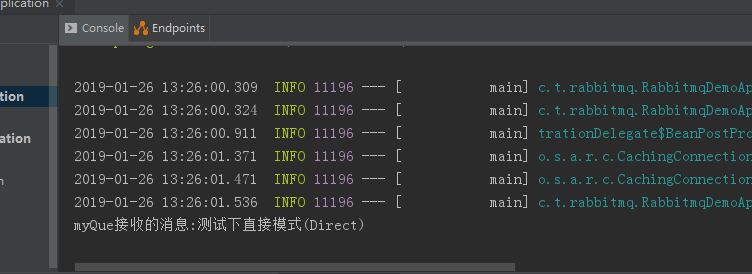 plication ×
Console Endpoints
2019-01-26 13:26:00.309 INFO 11196 --- [ main] c.t.rabbitmq.RabbitmqDemoAp
tion
2019-01-26 13:26:00.324 INFO 11196 --- [ main] c.t.rabbitmq.RabbitmqDemoAp
ation
2019-01-26 13:26:00.911 INFO 11196 --- [ main] trationDelegate$BeanPostPro
2019-01-26 13:26:01.371 INFO 11196 --- [ main] o.s.a.r.c.CachingConnection
n
2019-01-26 13:26:01.471 INFO 11196 --- [ main] o.s.a.r.c.CachingConnection
2019-01-26 13:26:01.536 INFO 11196 --- [ main] c.t.rabbitmq.RabbitmqDemoAp
myQue接收的消息:测试下直接模式(Direct)